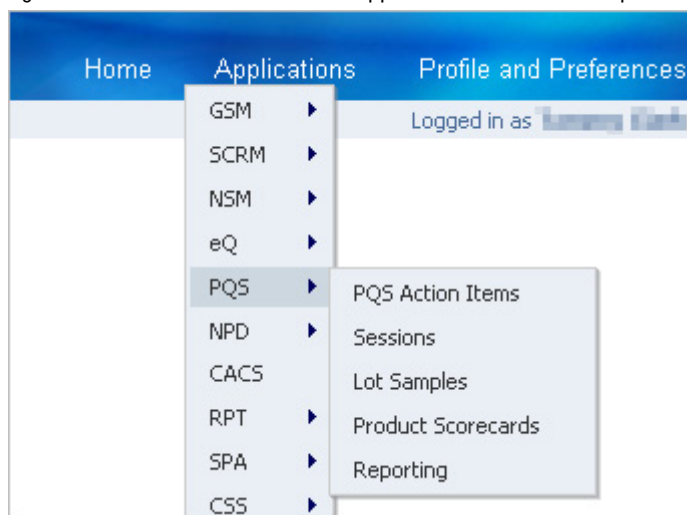 Home Applications Profile and Preferences
Logged in as
GSM
SCRM
NSM
eQ
PQS
NPD
CACS
RPT
SPA
CSS
PQS Action Items
Sessions
Lot Samples
Product Scorecards
Reporting